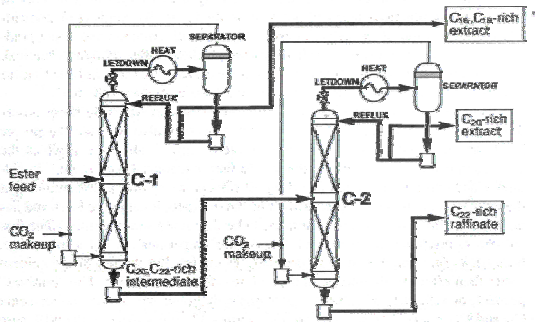 C₁₆,C₁₈-rich
extract
SEPARATOR
HEAT
LETDOWN
REFLUX
HEAT
LETDOWN
SEPARATOR
REFLUX
C₂₀-rich
extract
Ester
feed
C-1
C-2
C₂₂-rich
raffinate
CO₂
makeup
CO₂
makeup
C₂₀,C₂₂-rich
intermediate